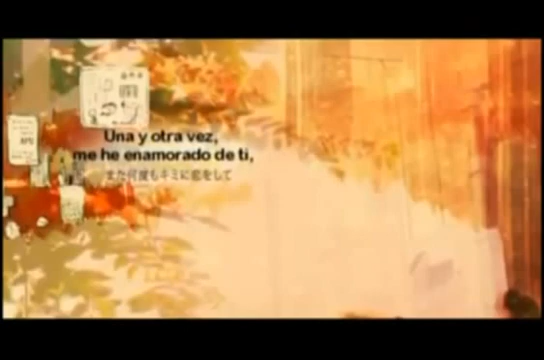 Una y otra vez,
me he enamorado de ti,
また何度もキミに恋をして